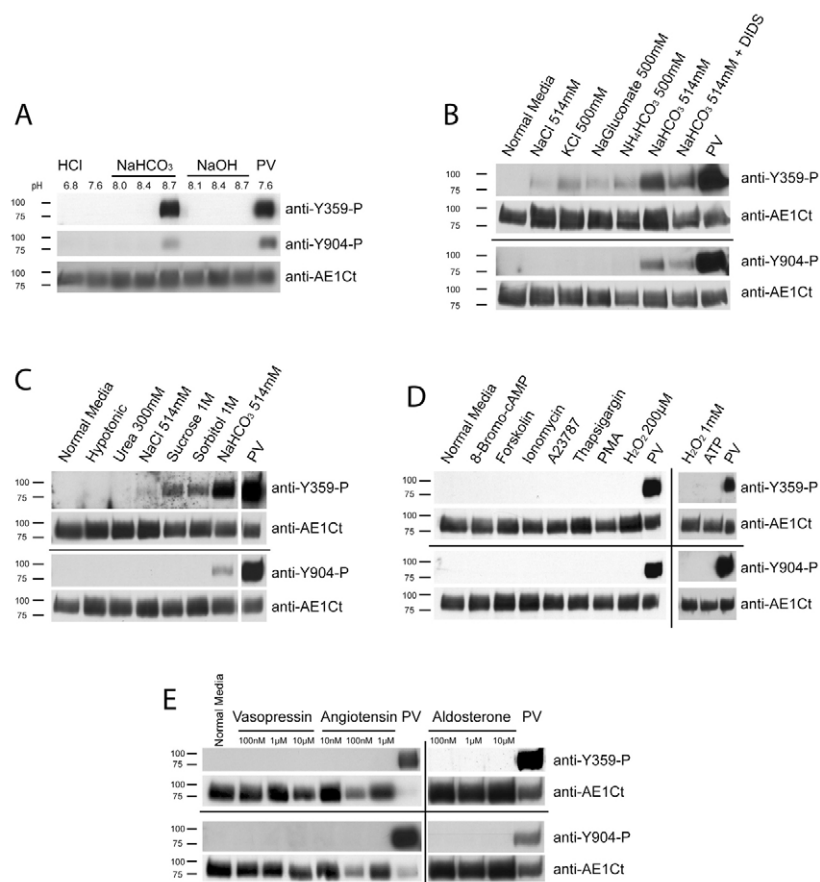 A
HCl NaHCO₃ NaOH PV
pH 6.8 7.6 8.0 8.4 8.7 8.1 8.4 8.7 7.6
100
75
anti-Y359-P
100
75
anti-Y904-P
100
75
anti-AE1Ct
B
Normal Media
NaCl 514mM
KCl 500mM
NaGluconate 500mM
NH₄HCO₃ 500mM
NaHCO₃ 514mM
NaHCO₃ 514mM + DIDS
PV
100
75
anti-Y359-P
100
75
anti-AE1Ct
100
75
anti-Y904-P
100
75
anti-AE1Ct
C
Normal Media
Hypotonic
Urea 300mM
NaCl 514mM
Sucrose 1M
Sorbitol 1M
NaHCO₃ 514mM
PV
100
75
anti-Y359-P
100
75
anti-AE1Ct
100
75
anti-Y904-P
100
75
anti-AE1Ct
D
Normal Media
8-Bromo-cAMP
Forskolin
Ionomycin
A23787
Thapsigargin
PMA
H₂O₂ 200µM
PV
H₂O₂ 1mM
ATP
PV
100
75
anti-Y359-P
100
75
anti-AE1Ct
100
75
anti-Y904-P
100
75
anti-AE1Ct
E
Normal Media
Vasopressin Angiotensin PV Aldosterone PV
100nM 1µM 10µM 10nM 100nM 1µM 100nM 1µM 10µM
100
75
anti-Y359-P
100
75
anti-AE1Ct
100
75
anti-Y904-P
100
75
anti-AE1Ct